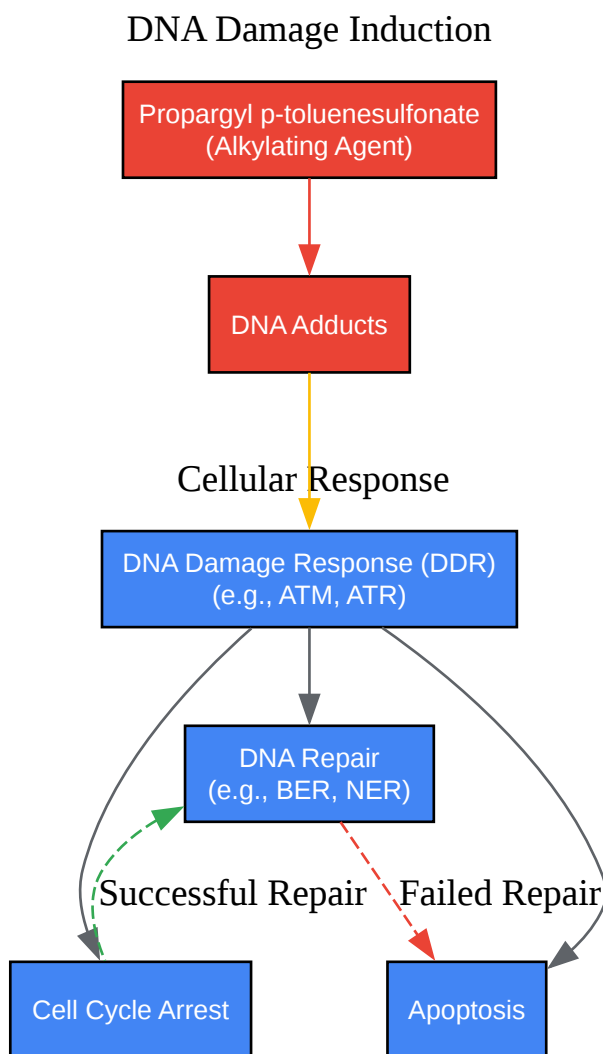 DNA Damage Induction
Propargyl p-toluenesulfonate
(Alkylating Agent)
DNA Adducts
Cellular Response
DNA Damage Response (DDR)
(e.g., ATM, ATR)
DNA Repair
(e.g., BER, NER)
Successful Repair
Failed Repair
Cell Cycle Arrest
Apoptosis